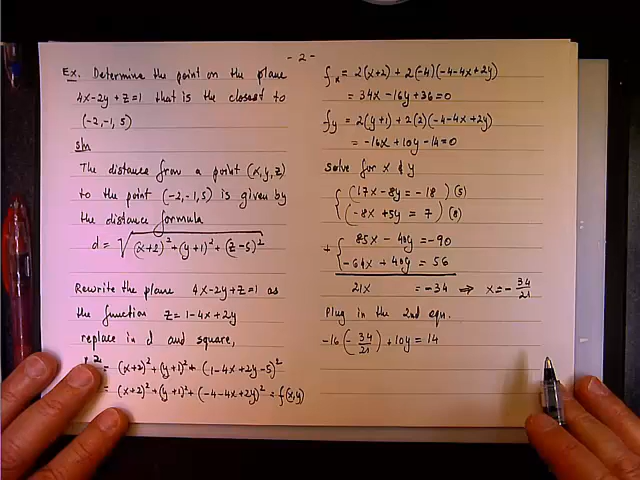 - 2 -
Ex. Determine the point on the plane
4x-2y+z=1 that is the closest to
(-2,-1,5)
sln
The distance from a point (x,y,z)
to the point (-2,-1,5) is given by
the distance formula
d = √((x+2)²+(y+1)²+(z-5)²)
Rewrite the plane 4x-2y+z=1 as
the function z=1-4x+2y
replace in d and square,
= (x+2)²+(y+1)²+(1-4x+2y-5)²
= (x+2)²+(y+1)²+(-4-4x+2y)² = f(x,y)
fx = 2(x+2) + 2(-4)(-4-4x+2y)
= 34x -16y +36 = 0
fy = 2(y+1) + 2(2)(-4-4x+2y)
= -16x + 10y -14 = 0
solve for x & y
{ (17x - 8y = -18) (5)
(-8x + 5y = 7) (8)
+ { 85x - 40y = -90
-64x + 40y = 56
21x = -34 ⇒ x = - 34/21
Plug in the 2nd eqn.
-16 (- 34/21) + 10y = 14